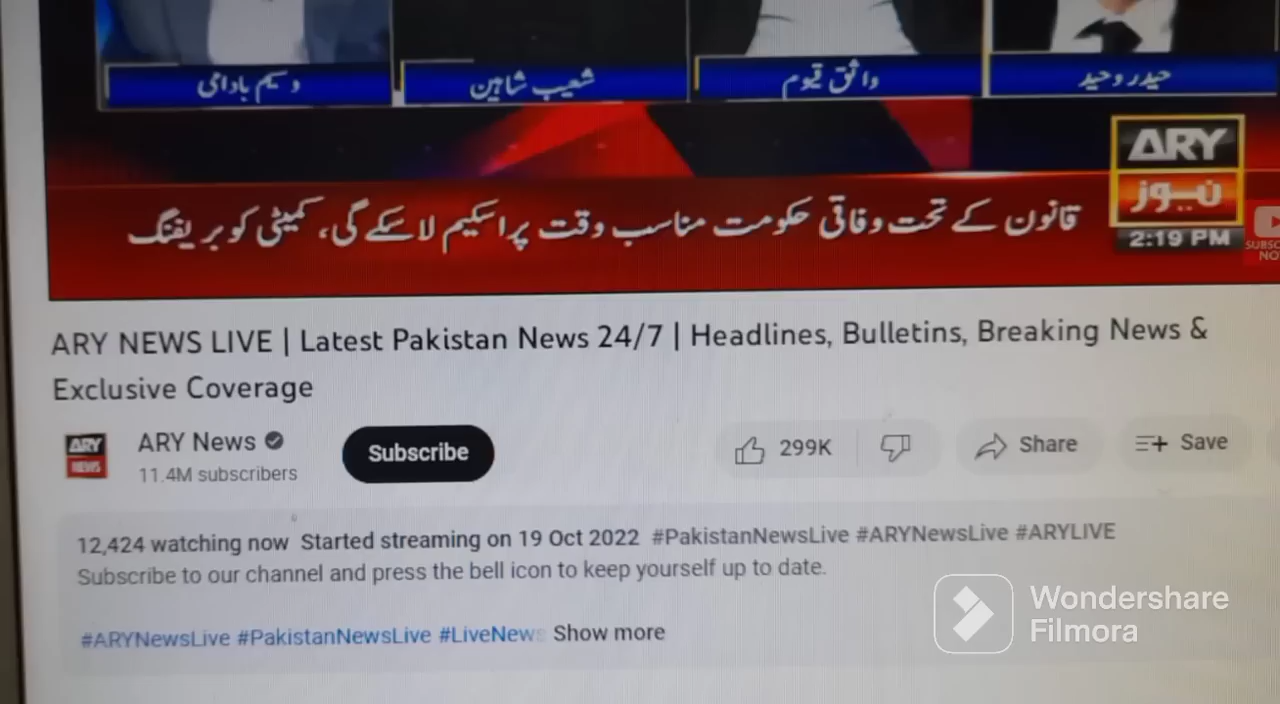 وسیم بادامی
شعیب شاہین
واثق قیوم
حیدر وحید
ARY
نیوز
2:19 PM
قانون کے تحت وفاقی حکومت مناسب وقت پر اسکیم لاسکے گی، کمیٹی کو بریفنگ
ARY NEWS LIVE | Latest Pakistan News 24/7 | Headlines, Bulletins, Breaking News &
Exclusive Coverage
ARY
NEWS
ARY News
11.4M subscribers
Subscribe
299K
Share
Save
12,424 watching now Started streaming on 19 Oct 2022 #PakistanNewsLive #ARYNewsLive #ARYLIVE
Subscribe to our channel and press the bell icon to keep yourself up to date.
#ARYNewsLive #PakistanNewsLive #LiveNews Show more
Wondershare
Filmora